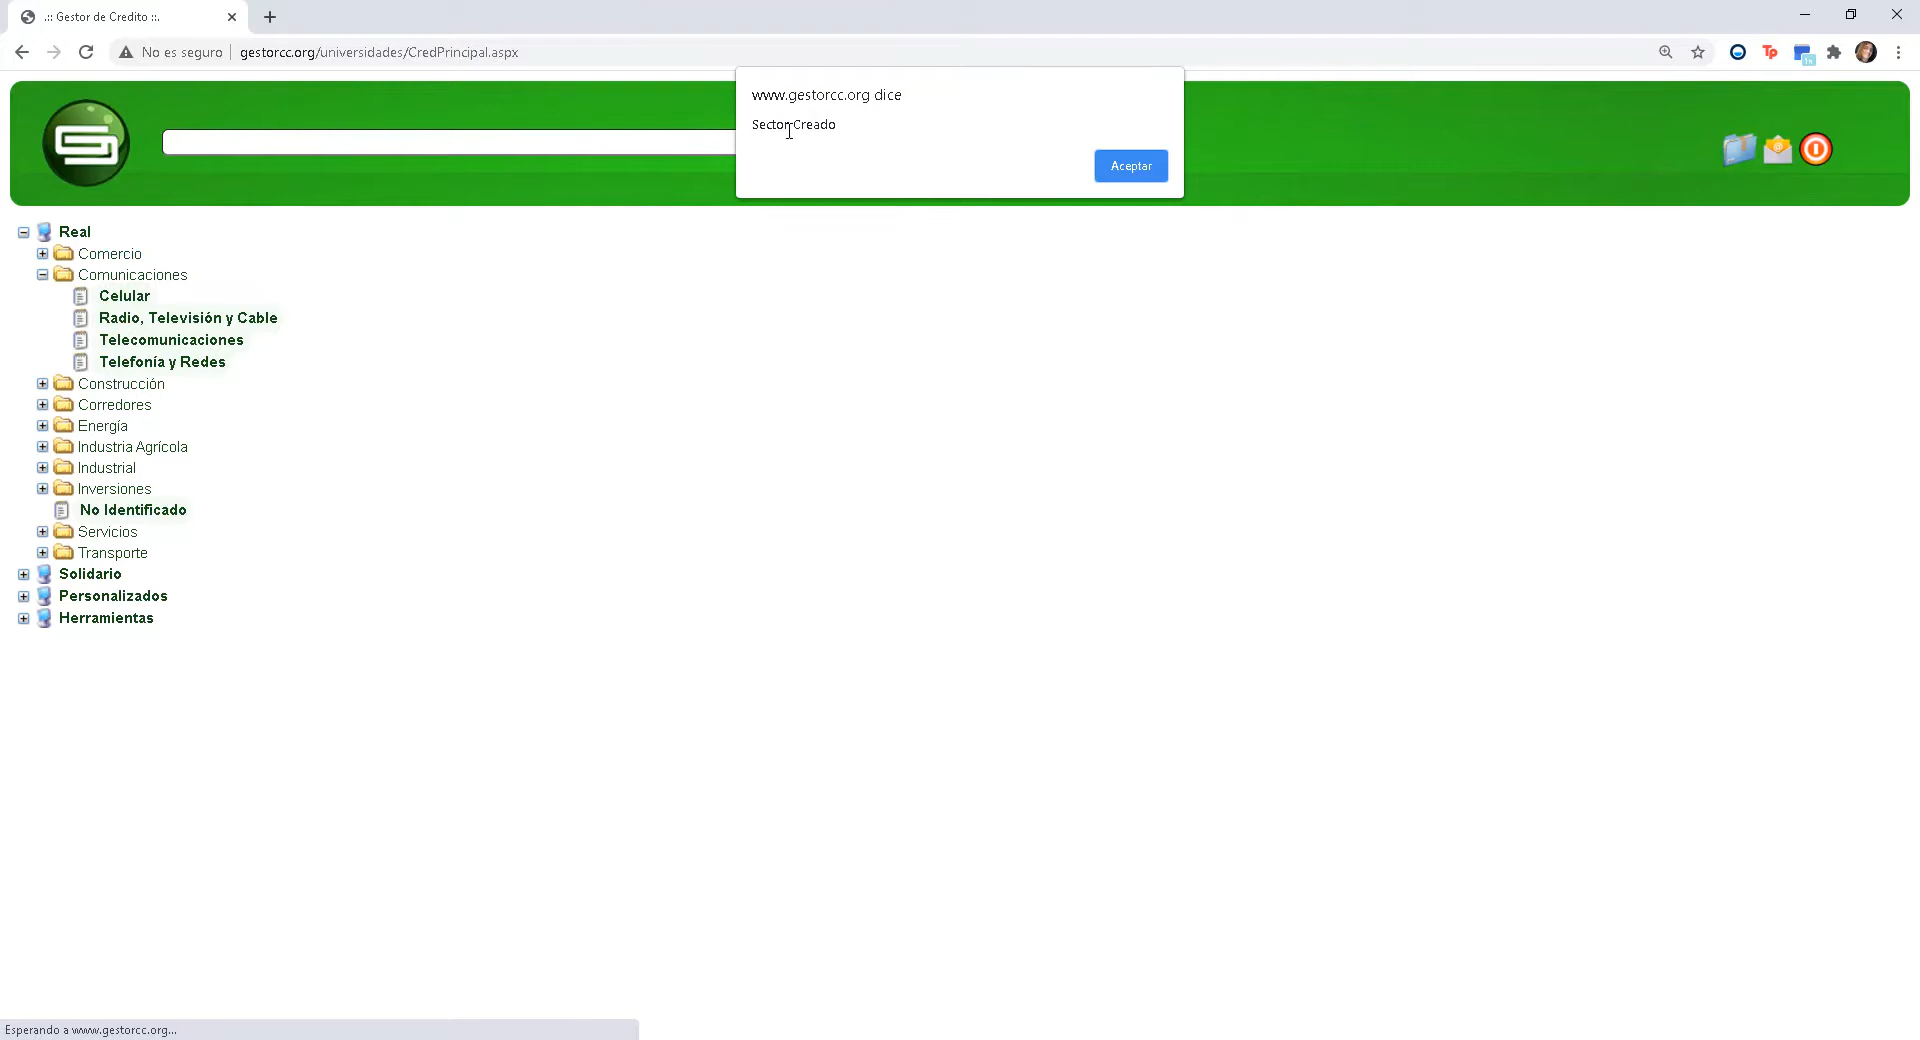 .:: Gestor de Credito ::.
No es seguro
gestorcc.org/universidades/CredPrincipal.aspx
Tp
1n
www.gestorcc.org dice
Sector Creado
Aceptar
Real
Comercio
Comunicaciones
Celular
Radio, Televisión y Cable
Telecomunicaciones
Telefonía y Redes
Construcción
Corredores
Energía
Industria Agrícola
Industrial
Inversiones
No Identificado
Servicios
Transporte
Solidario
Personalizados
Herramientas
Esperando a www.gestorcc.org...